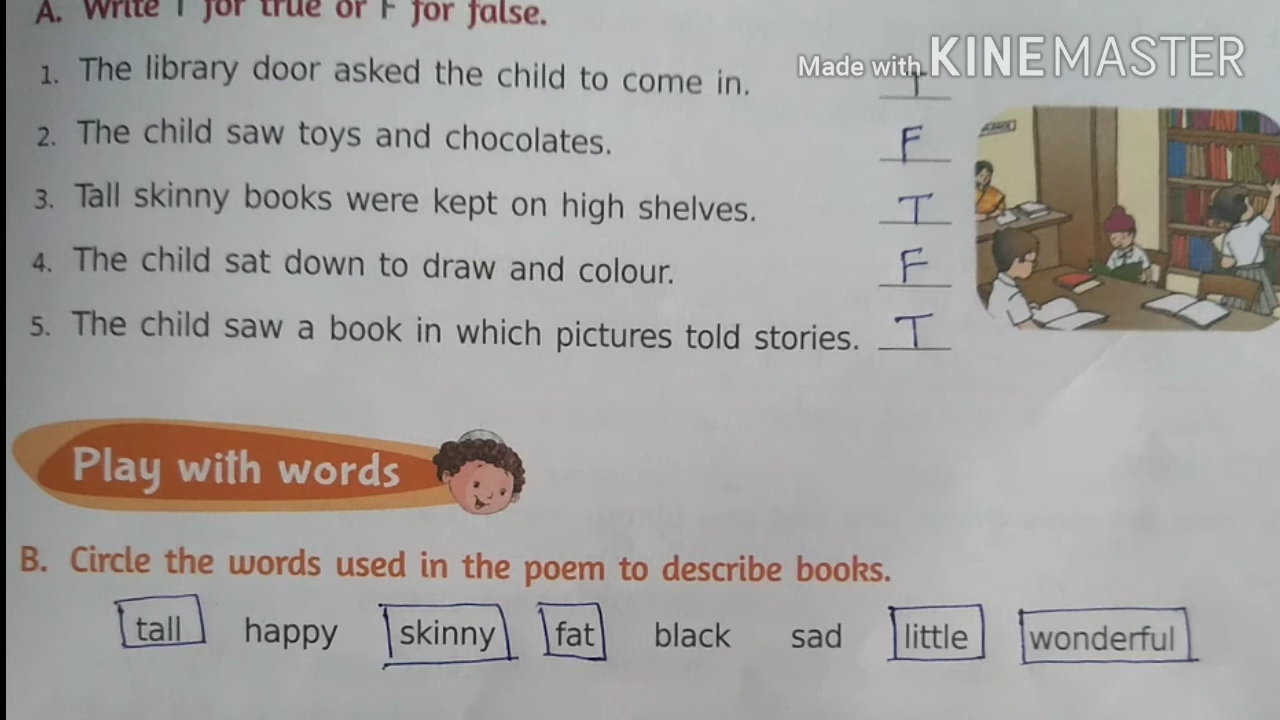 A. Write T for true or F for false.
Made with KINEMASTER
1. The library door asked the child to come in. T
2. The child saw toys and chocolates. F
3. Tall skinny books were kept on high shelves. T
4. The child sat down to draw and colour. F
5. The child saw a book in which pictures told stories. T
Play with words
B. Circle the words used in the poem to describe books.
tall happy skinny fat black sad little wonderful